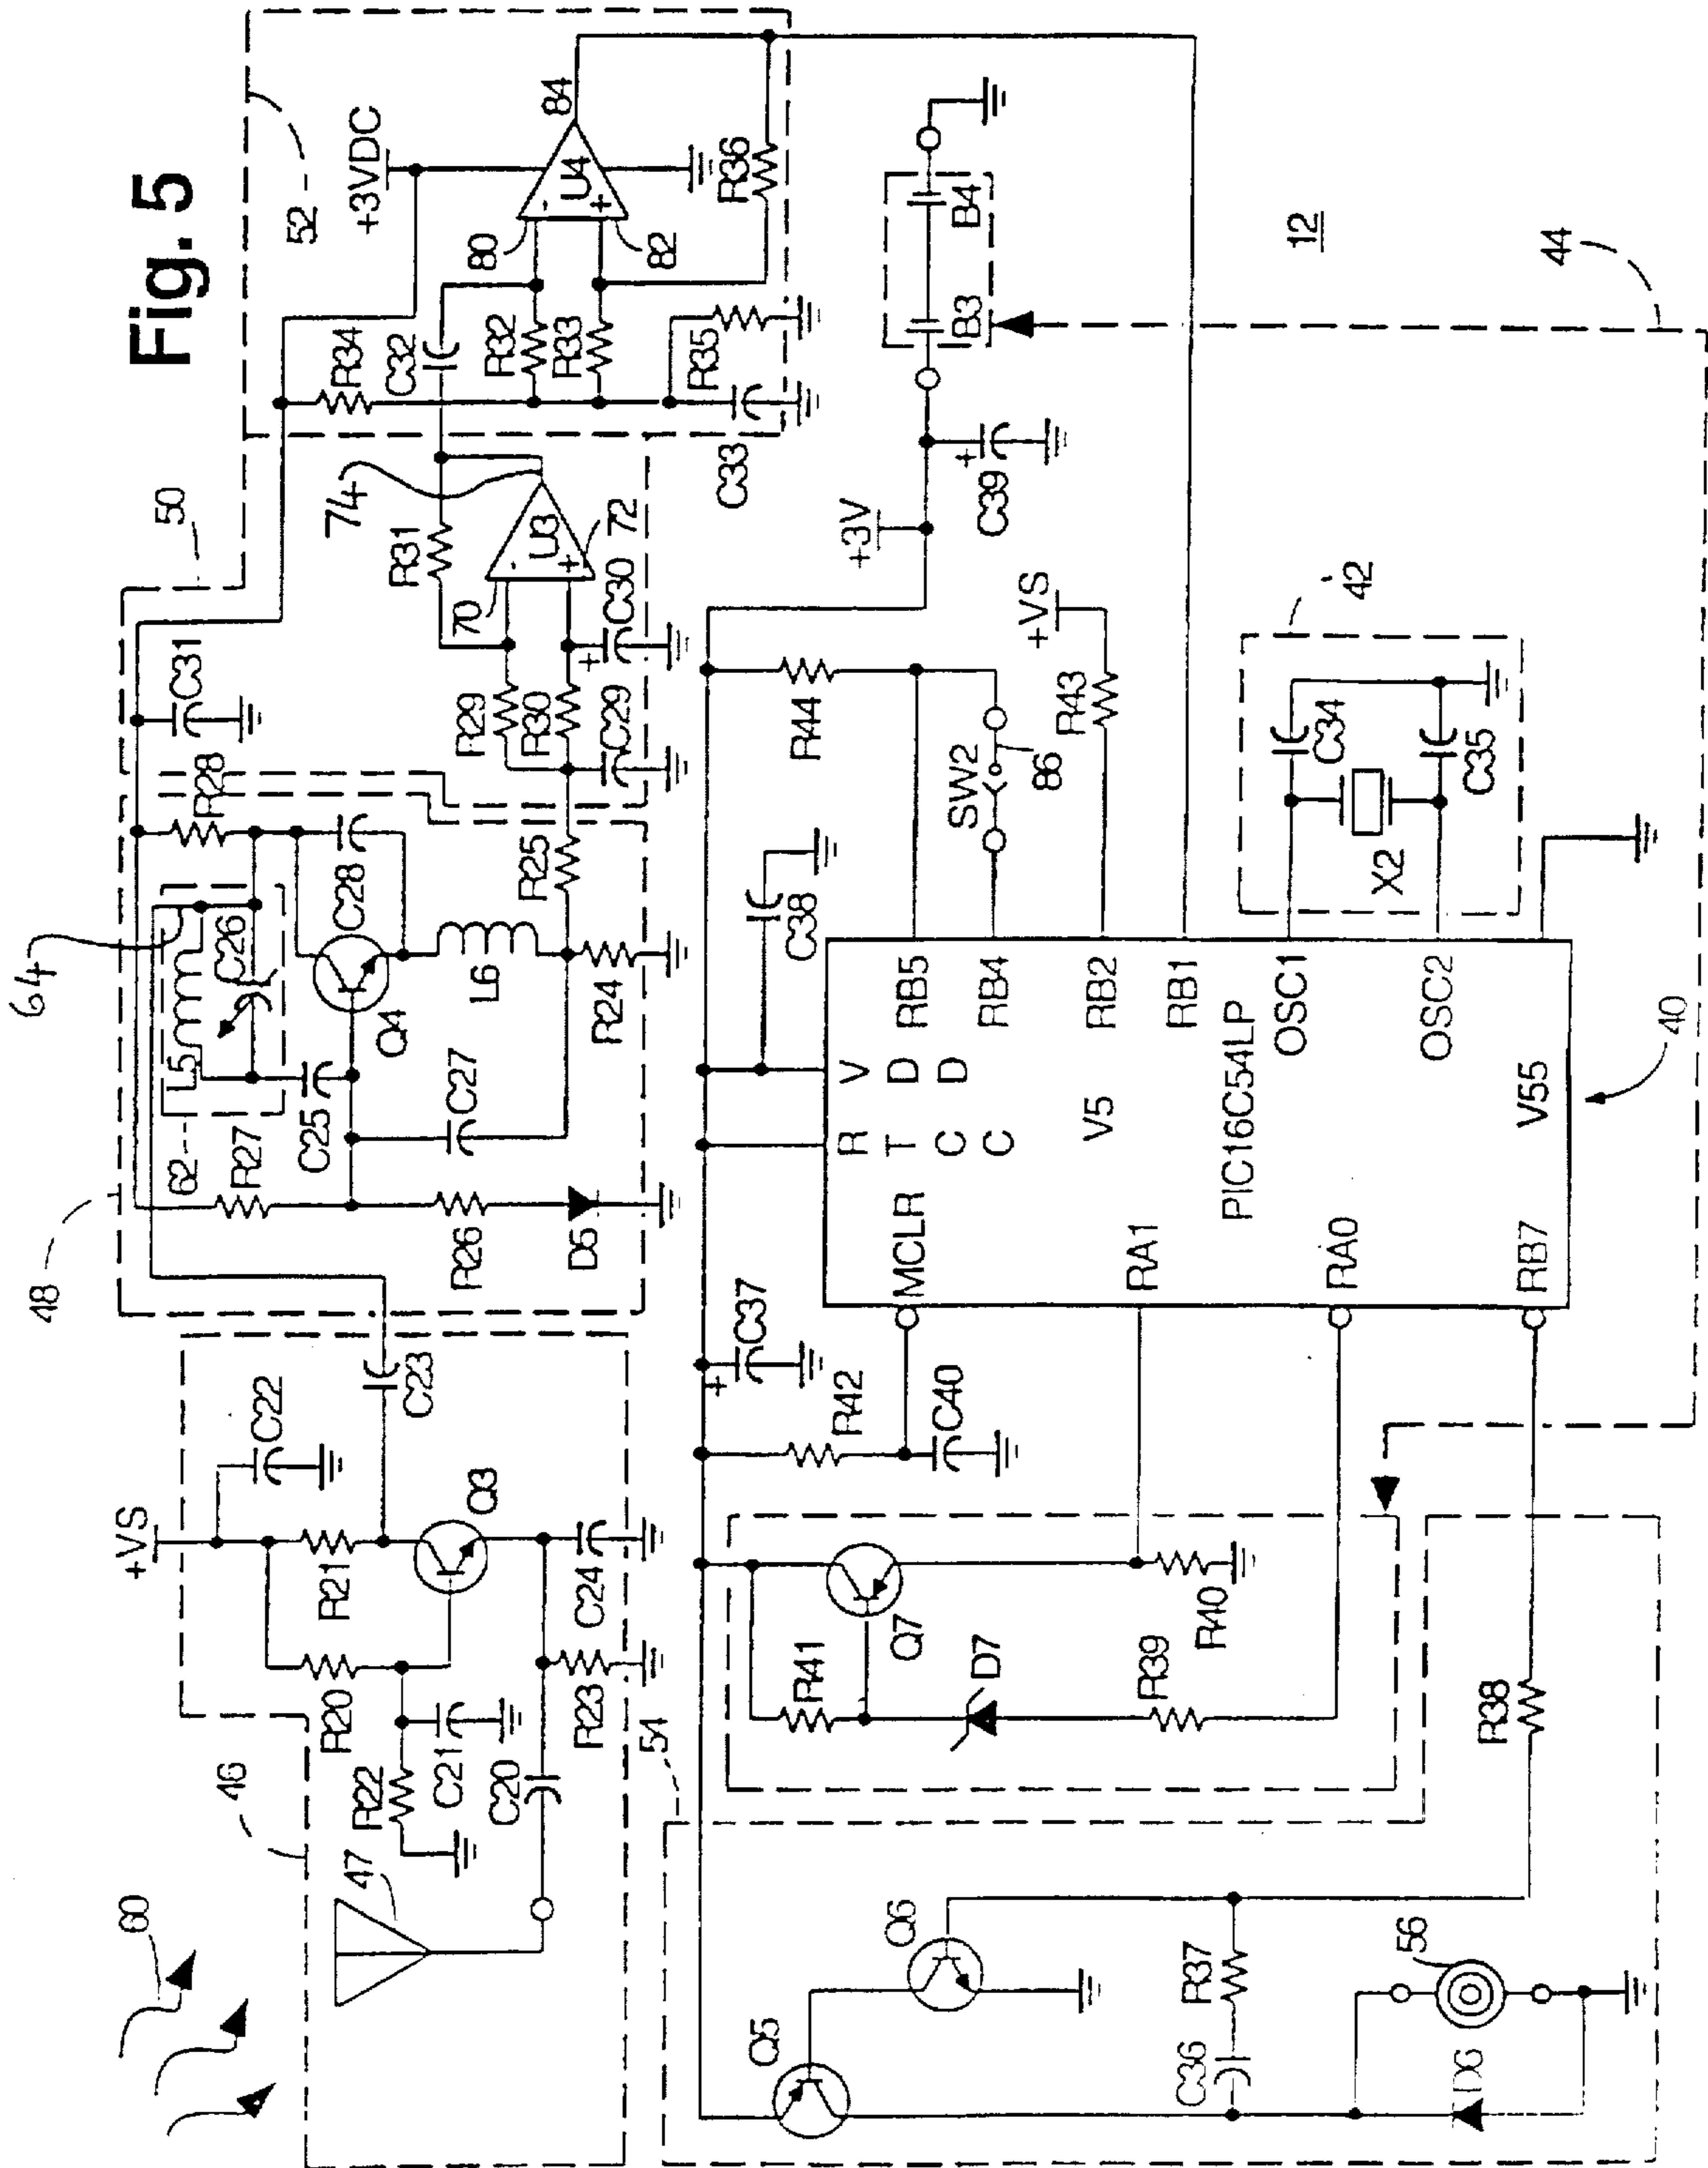 Fig. 5
60
46
47
R22
C21
R20
C20
R23
R21
+VS
C22
Q3
C24
C23
48
R27
62
L5
C26
64
C25
R26
D5
C27
Q4
C28
L6
R24
R25
R28
50
C31
R29
R30
C29
+
C30
70
-
+
U3
72
R31
74
52
R34
C32
R32
R33
C33
R35
80
-
+
U4
82
84
+3VDC
R36
54
Q5
Q6
C36
R37
D6
56
R38
R41
Q7
D7
R39
R40
R42
C40
+
C37
C38
R44
SW2
86
R43
+VS
+3V
+
C39
B3
B4
12
44
MCLR
RTCC
VDD
RB5
RB4
RB2
RB1
V5
PIC16C54LP
RA1
RA0
RB7
OSC1
OSC2
V55
40
X2
C34
C35
42